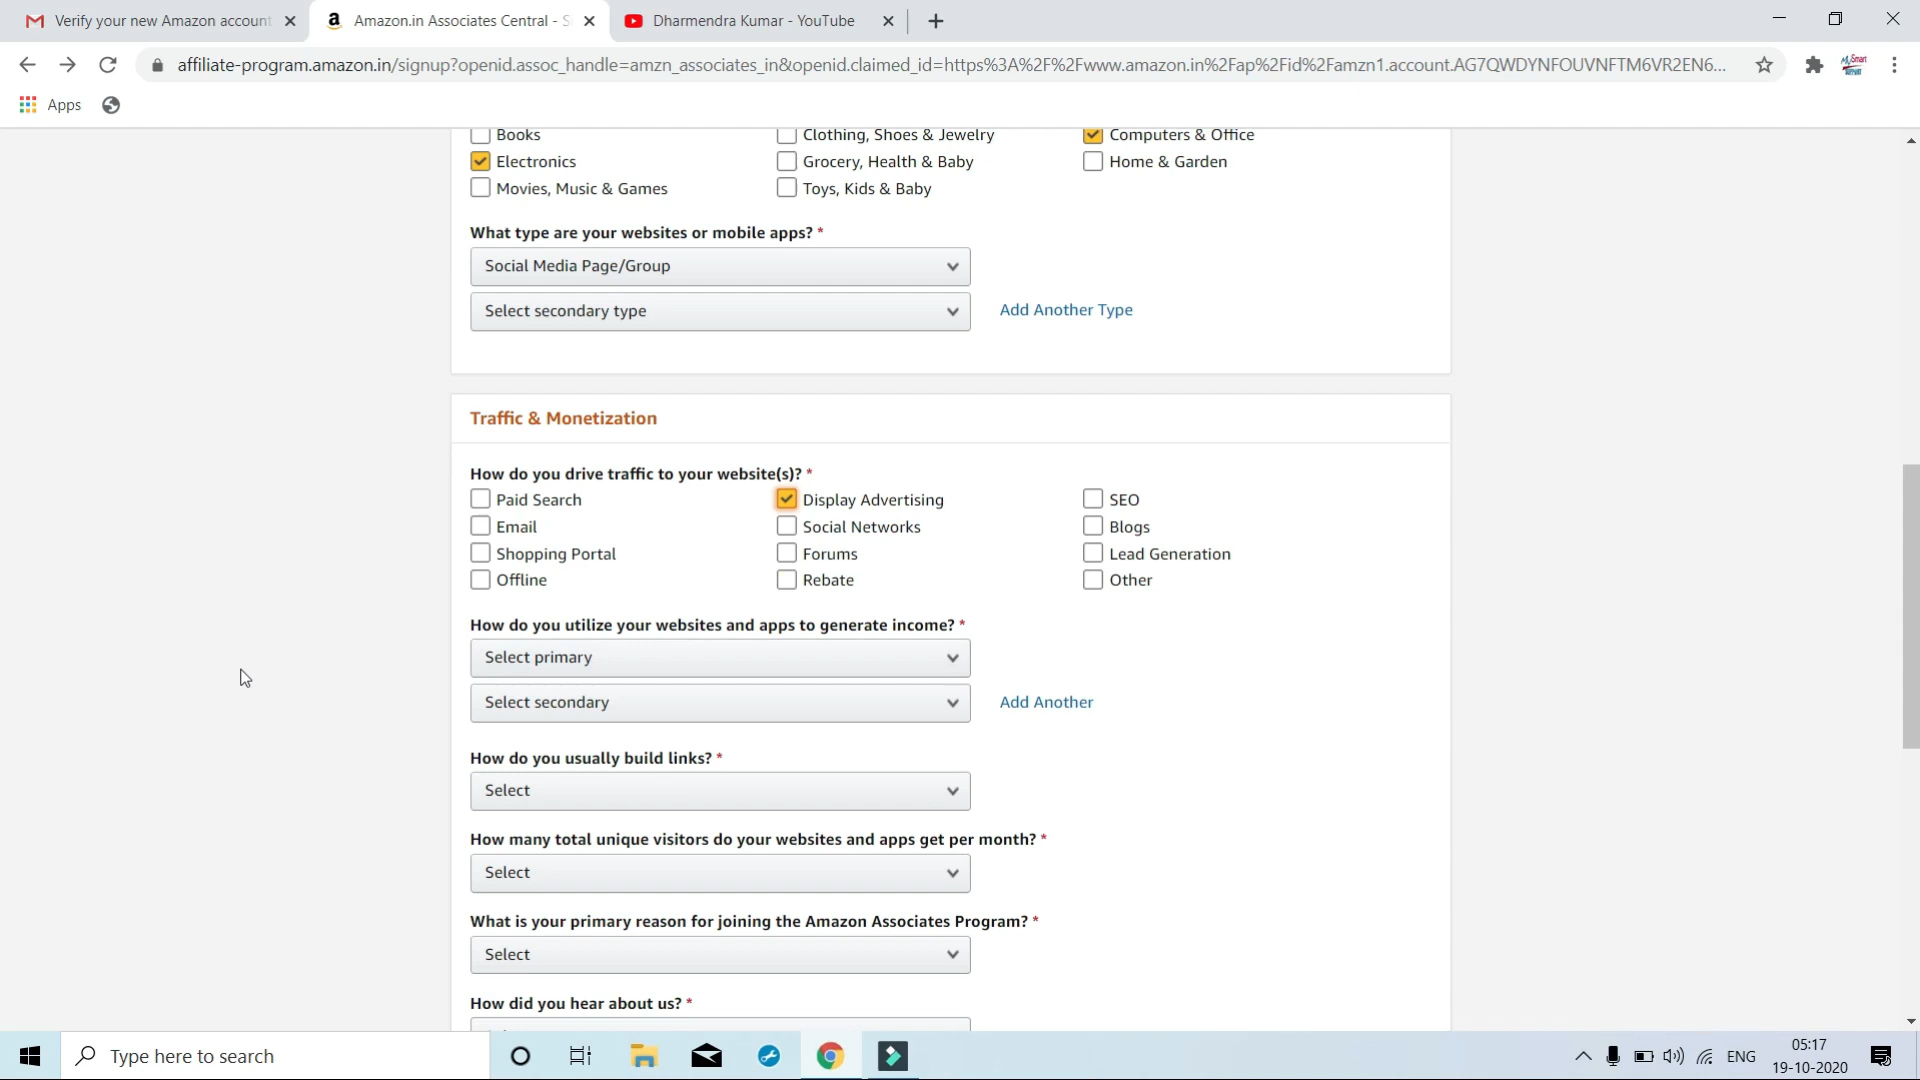 Verify your new Amazon account
Amazon.in Associates Central - S
Dharmendra Kumar - YouTube
affiliate-program.amazon.in/signup?openid.assoc_handle=amzn_associates_in&openid.claimed_id=https%3A%2F%2Fwww.amazon.in%2Fap%2Fid%2Famzn1.account.AG7QWDYNFOUVNFTM6VR2EN6...
Apps
Books
Clothing, Shoes & Jewelry
Computers & Office
Electronics
Grocery, Health & Baby
Home & Garden
Movies, Music & Games
Toys, Kids & Baby
What type are your websites or mobile apps? *
Social Media Page/Group
Select secondary type
Add Another Type
Traffic & Monetization
How do you drive traffic to your website(s)? *
Paid Search
Display Advertising
SEO
Email
Social Networks
Blogs
Shopping Portal
Forums
Lead Generation
Offline
Rebate
Other
How do you utilize your websites and apps to generate income? *
Select primary
Select secondary
Add Another
How do you usually build links? *
Select
How many total unique visitors do your websites and apps get per month? *
Select
What is your primary reason for joining the Amazon Associates Program? *
Select
How did you hear about us? *
Type here to search
ENG
05:17
19-10-2020